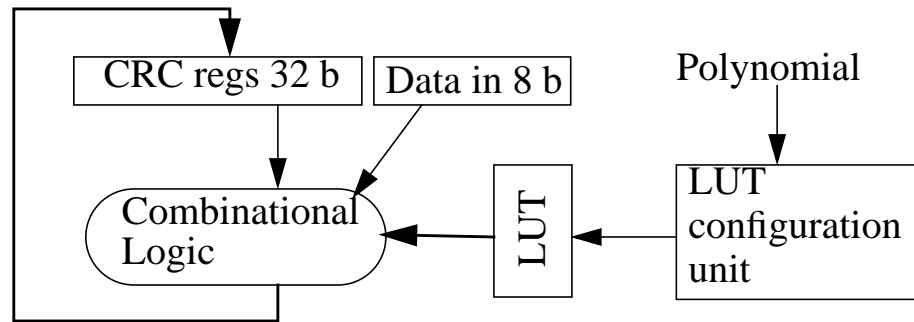 CRC regs 32 b
Data in 8 b
Polynomial
Combinational
Logic
LUT
LUT
configuration
unit